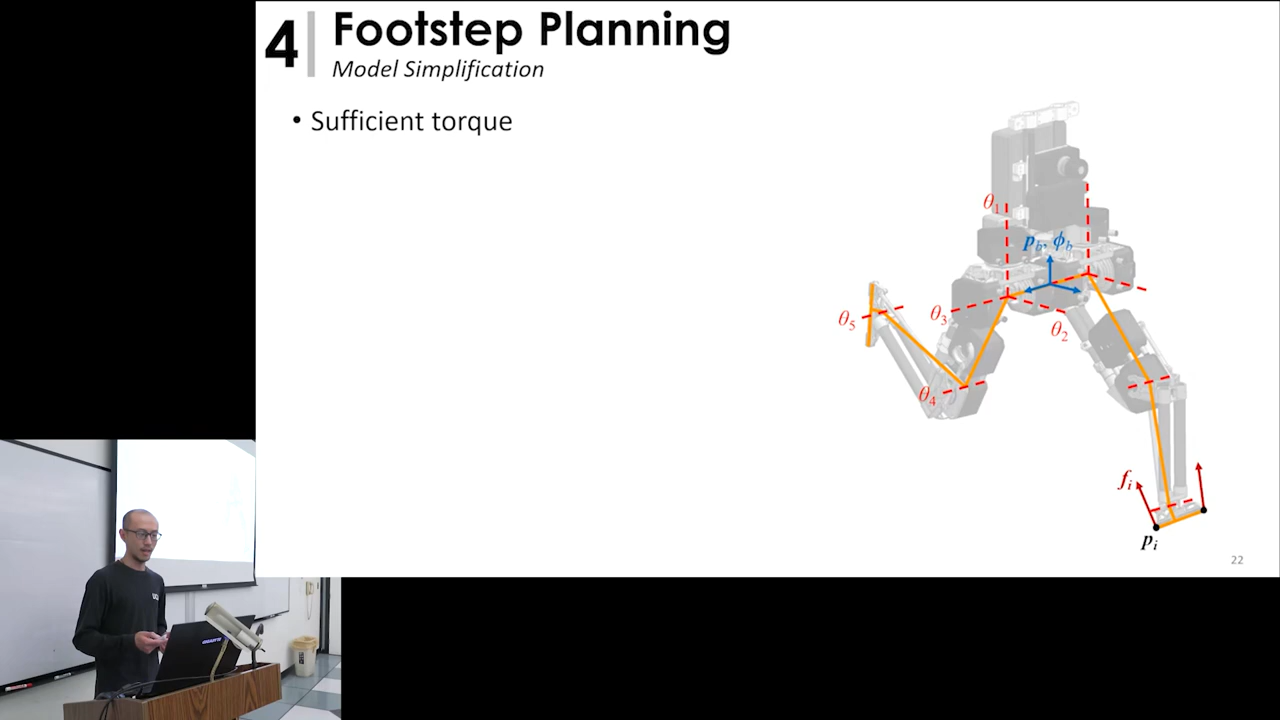 4
Footstep Planning
Model Simplification
• Sufficient torque
θ1
p_b, ϕ_b
θ3
θ5
θ2
θ4
f_i
p_i
22